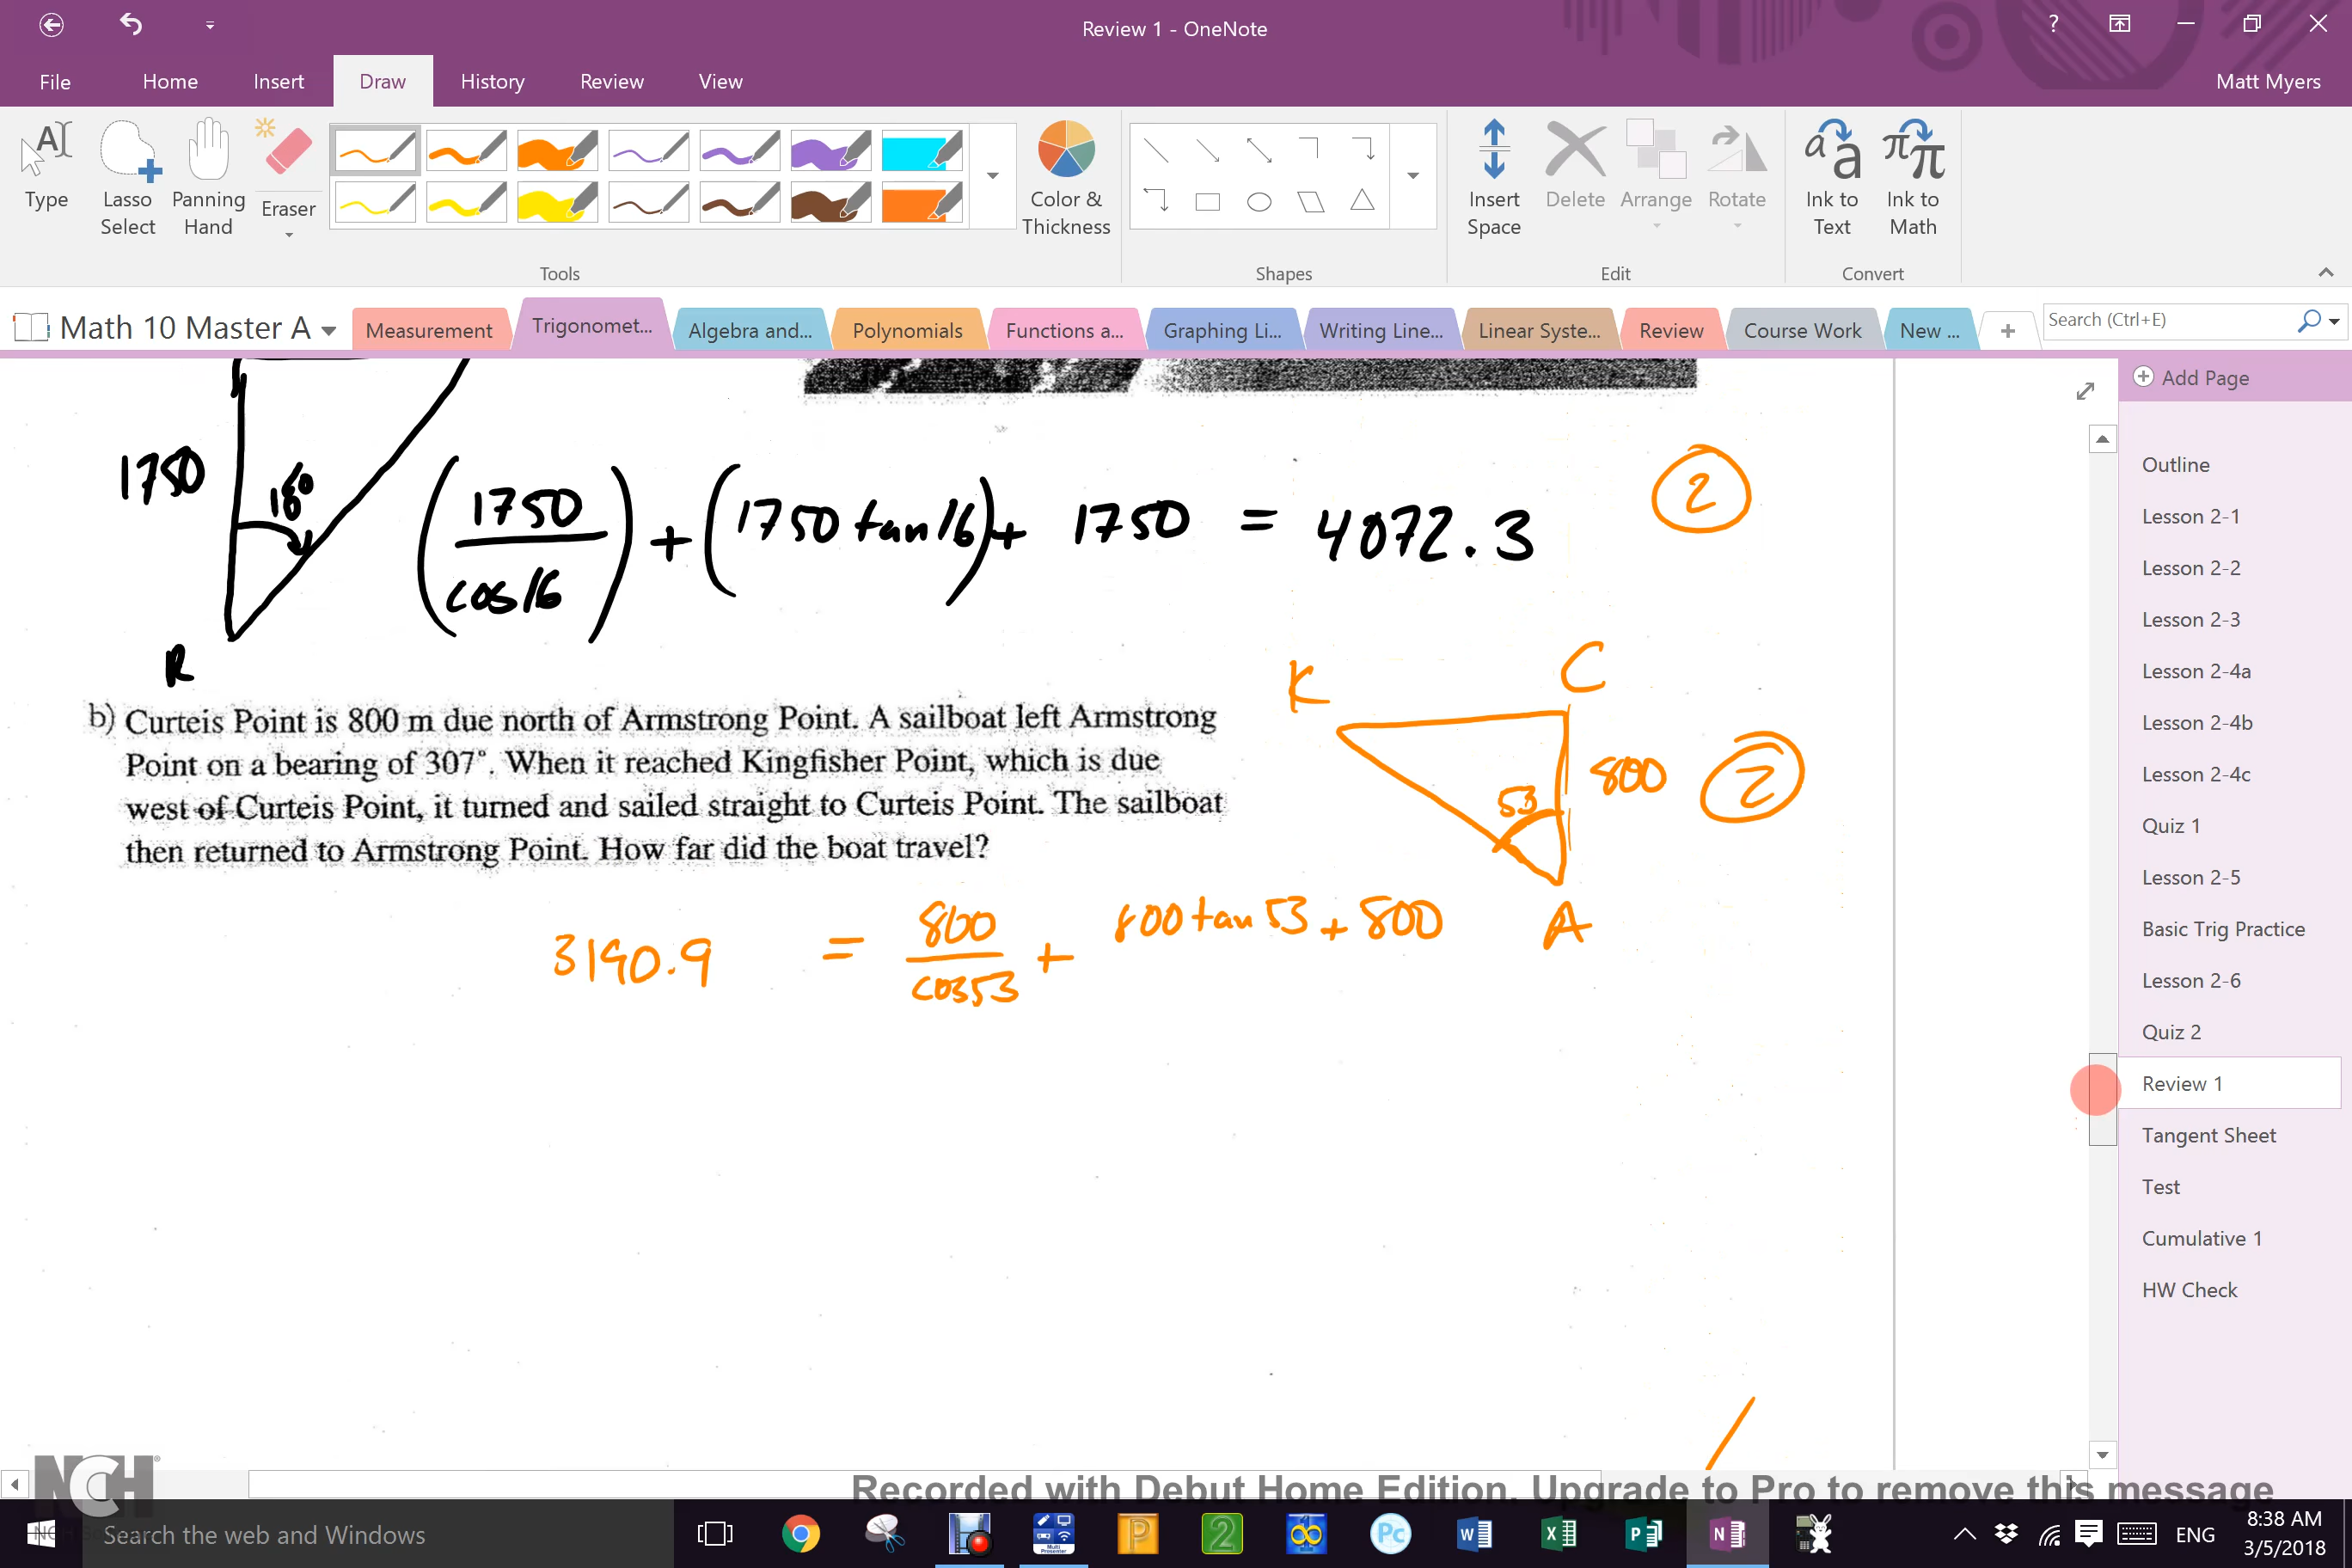 Review 1 - OneNote
?
File Home Insert Draw History Review View
Matt Myers
Type
Lasso Select
Panning Hand
Eraser
Color & Thickness
Insert Space
Delete
Arrange
Rotate
Ink to Text
Ink to Math
Tools
Shapes
Edit
Convert
Math 10 Master A
Measurement
Trigonomet...
Algebra and...
Polynomials
Functions a...
Graphing Li...
Writing Line...
Linear Syste...
Review
Course Work
New ...
+
Search (Ctrl+E)
Add Page
Outline
Lesson 2-1
Lesson 2-2
Lesson 2-3
Lesson 2-4a
Lesson 2-4b
Lesson 2-4c
Quiz 1
Lesson 2-5
Basic Trig Practice
Lesson 2-6
Quiz 2
Review 1
Tangent Sheet
Test
Cumulative 1
HW Check
1750
16°
R
(1750/cos16) + (1750 tan 16) + 1750 = 4072.3
2
b) Curteis Point is 800 m due north of Armstrong Point. A sailboat left Armstrong
Point on a bearing of 307°. When it reached Kingfisher Point, which is due
west of Curteis Point, it turned and sailed straight to Curteis Point. The sailboat
then returned to Armstrong Point. How far did the boat travel?
K
C
800
2
53
A
3190.9 = 800/cos53 + 800 tan 53 + 800
NCH
Recorded with Debut Home Edition. Upgrade to Pro to remove this message
Search the web and Windows
ENG
8:38 AM
3/5/2018